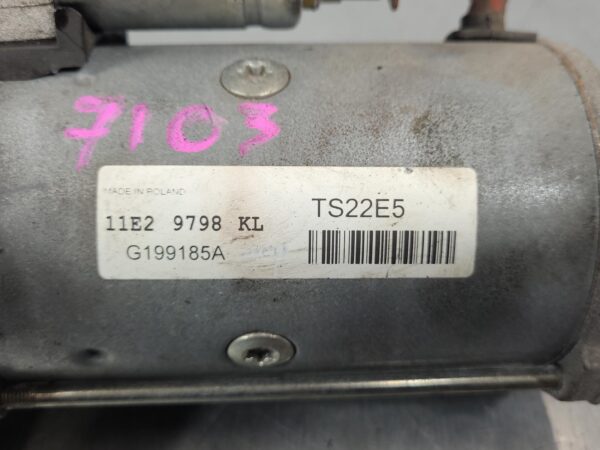 7103
MADE IN POLAND
TS22E5
11E2 9798 KL
G199185A